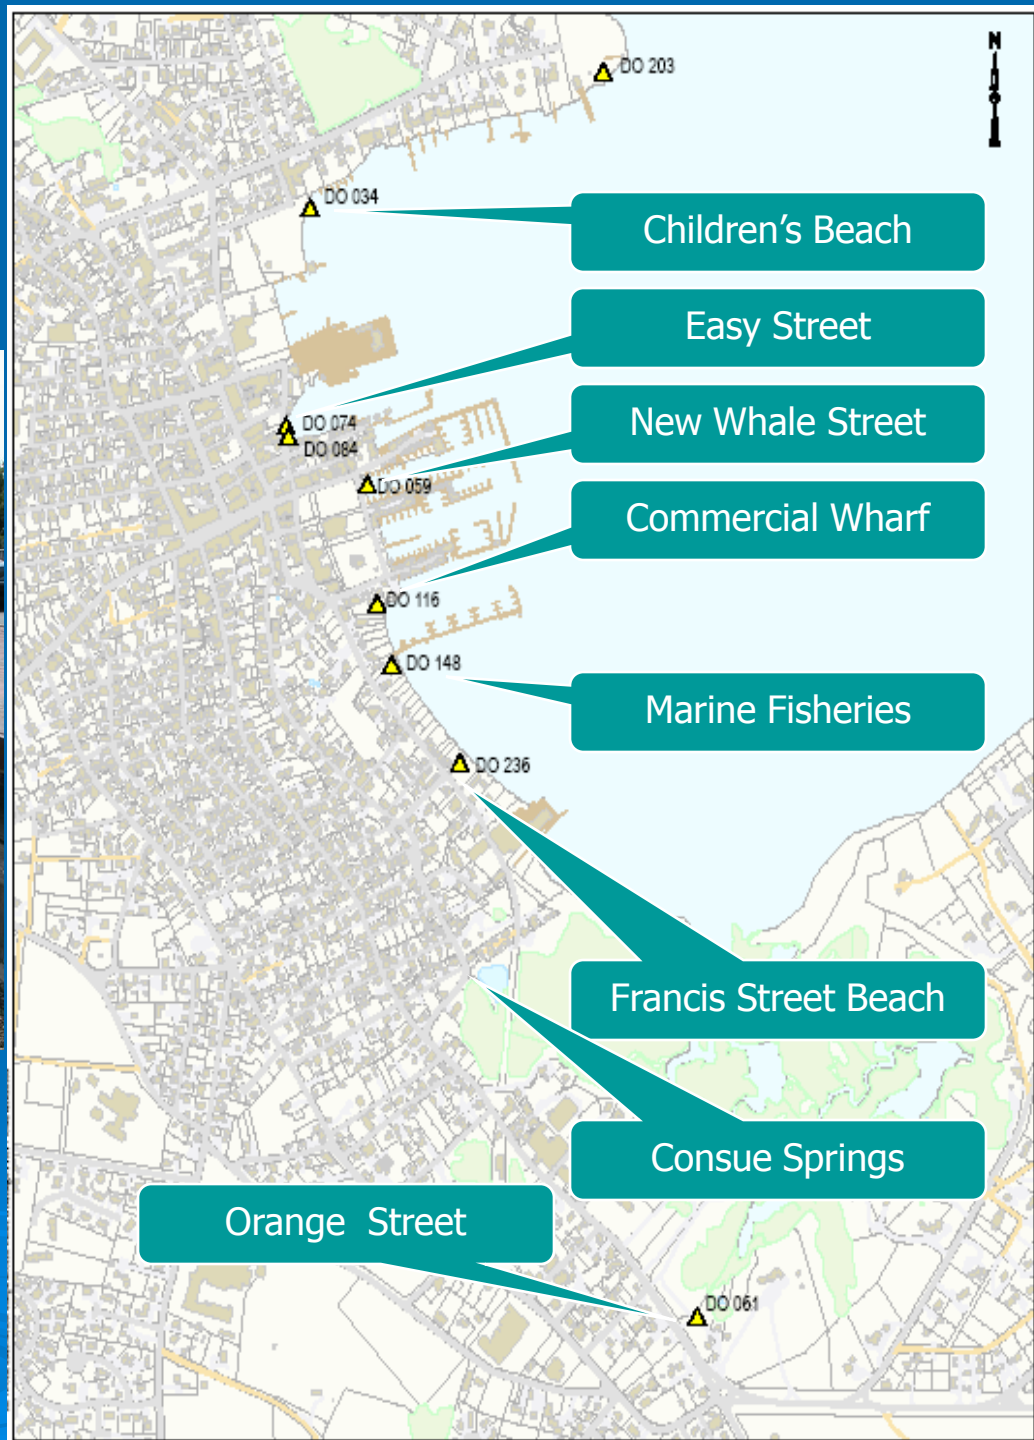 N
DO 203
DO 034
Children's Beach
Easy Street
DO 074
New Whale Street
DO 084
DO 059
Commercial Wharf
DO 116
DO 148
Marine Fisheries
DO 236
Francis Street Beach
Consue Springs
Orange Street
DO 061